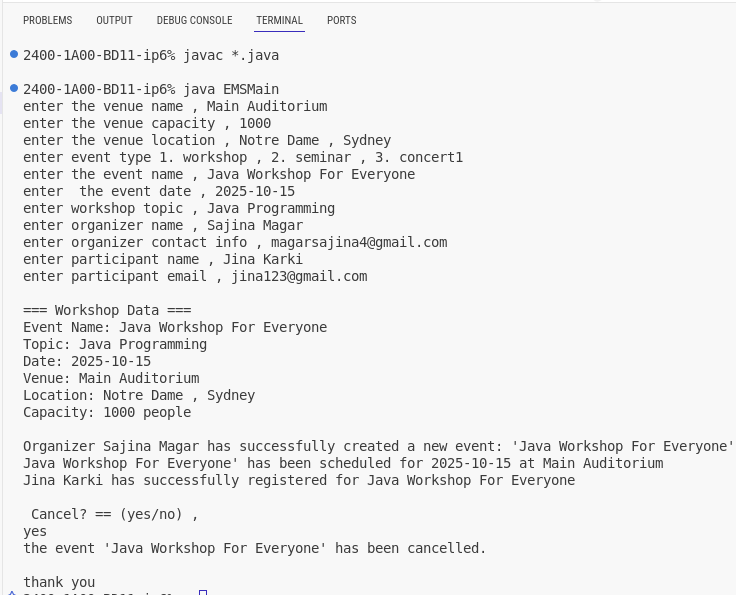 PROBLEMS OUTPUT DEBUG CONSOLE TERMINAL PORTS
2400-1A00-BD11-ip6% javac *.java
2400-1A00-BD11-ip6% java EMSMain
enter the venue name , Main Auditorium
enter the venue capacity , 1000
enter the venue location , Notre Dame , Sydney
enter event type 1. workshop , 2. seminar , 3. concert1
enter the event name , Java Workshop For Everyone
enter  the event date , 2025-10-15
enter workshop topic , Java Programming
enter organizer name , Sajina Magar
enter organizer contact info , magarsajina4@gmail.com
enter participant name , Jina Karki
enter participant email , jina123@gmail.com
=== Workshop Data ===
Event Name: Java Workshop For Everyone
Topic: Java Programming
Date: 2025-10-15
Venue: Main Auditorium
Location: Notre Dame , Sydney
Capacity: 1000 people
Organizer Sajina Magar has successfully created a new event: 'Java Workshop For Everyone'
Java Workshop For Everyone' has been scheduled for 2025-10-15 at Main Auditorium
Jina Karki has successfully registered for Java Workshop For Everyone
Cancel? == (yes/no) ,
yes
the event 'Java Workshop For Everyone' has been cancelled.
thank you